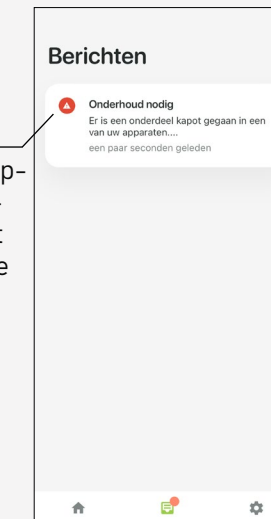 Berichten
Onderhoud nodig
Er is een onderdeel kapot gegaan in een
van uw apparaten....
een paar seconden geleden